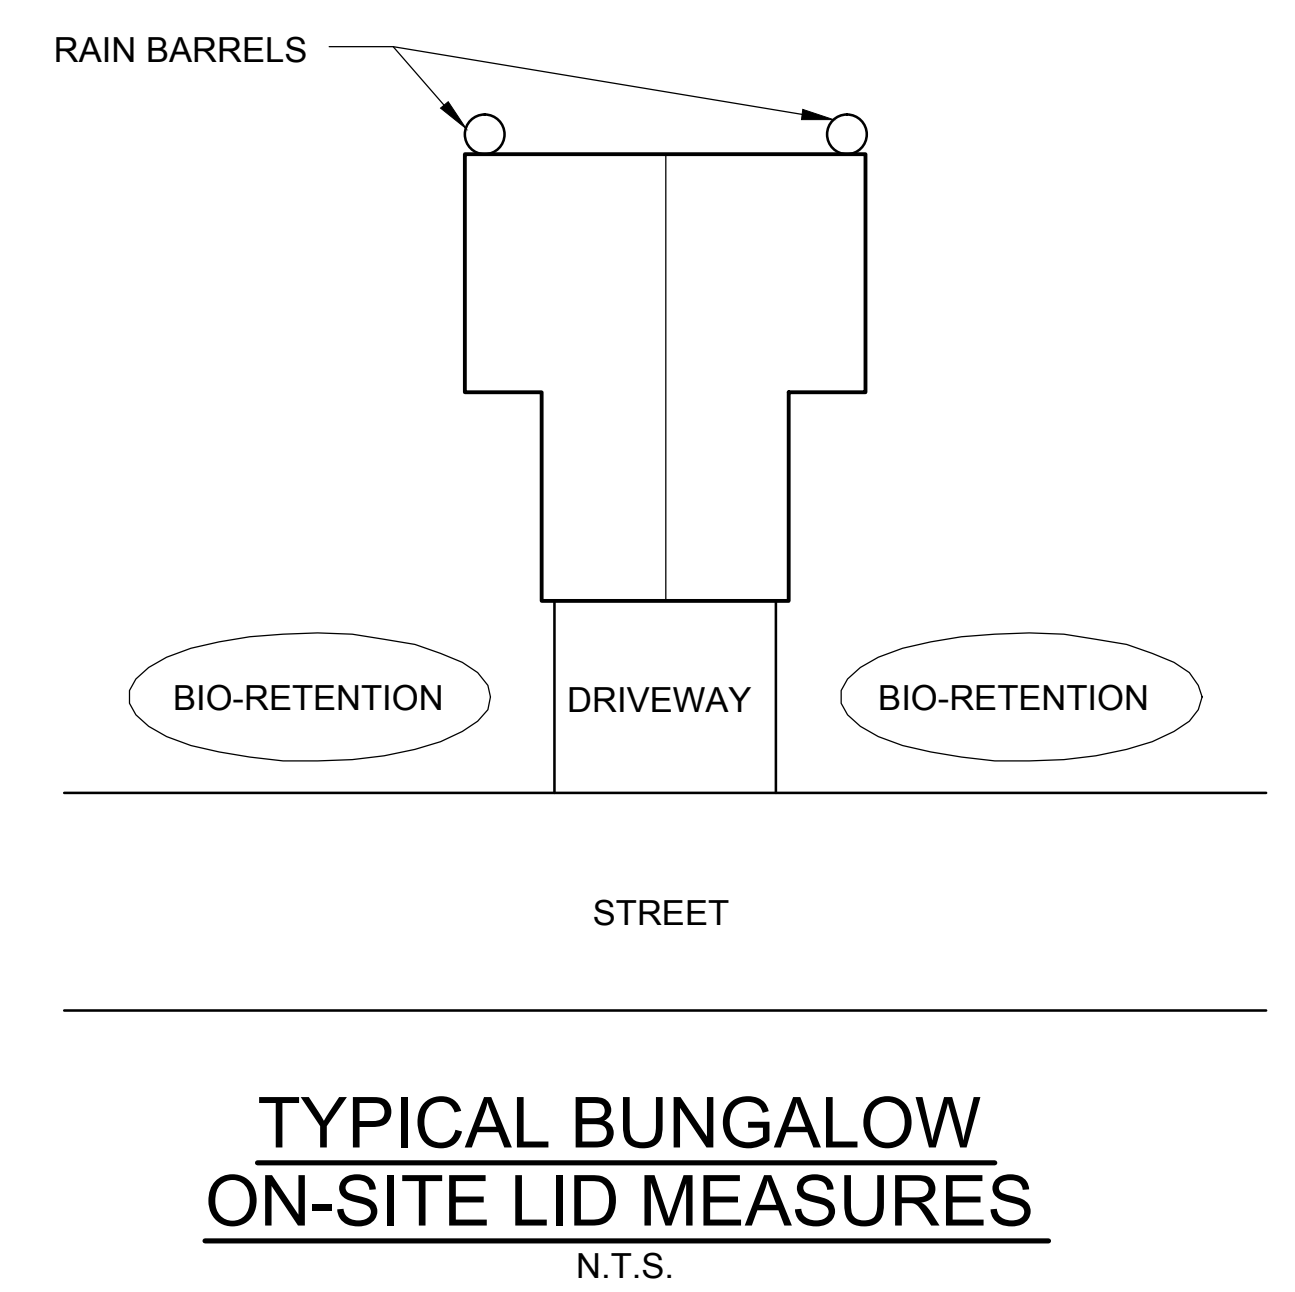 RAIN BARRELS
BIO-RETENTION
DRIVEWAY
BIO-RETENTION
STREET
TYPICAL BUNGALOW
ON-SITE LID MEASURES
N.T.S.